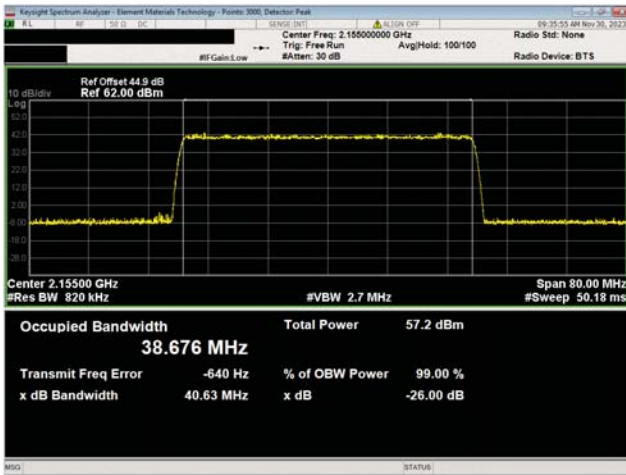 Keysight Spectrum Analyzer - Element Materials Technology - Points: 3000, Detector: Peak
RL RF 50 Ω DC SENSE:INT ALIGN OFF 09:35:55 AM Nov 30, 2023
Center Freq: 2.155000000 GHz Radio Std: None
Trig: Free Run Avg|Hold: 100/100
#IFGain:Low #Atten: 30 dB Radio Device: BTS
Ref Offset 44.9 dB
10 dB/div Ref 62.00 dBm
Log
52.0
42.0
32.0
22.0
12.0
2.00
-8.00
-18.0
-28.0
Center 2.15500 GHz Span 80.00 MHz
#Res BW 820 kHz #VBW 2.7 MHz #Sweep 50.18 ms
Occupied Bandwidth Total Power 57.2 dBm
38.676 MHz
Transmit Freq Error -640 Hz % of OBW Power 99.00 %
x dB Bandwidth 40.63 MHz x dB -26.00 dB
MSG STATUS